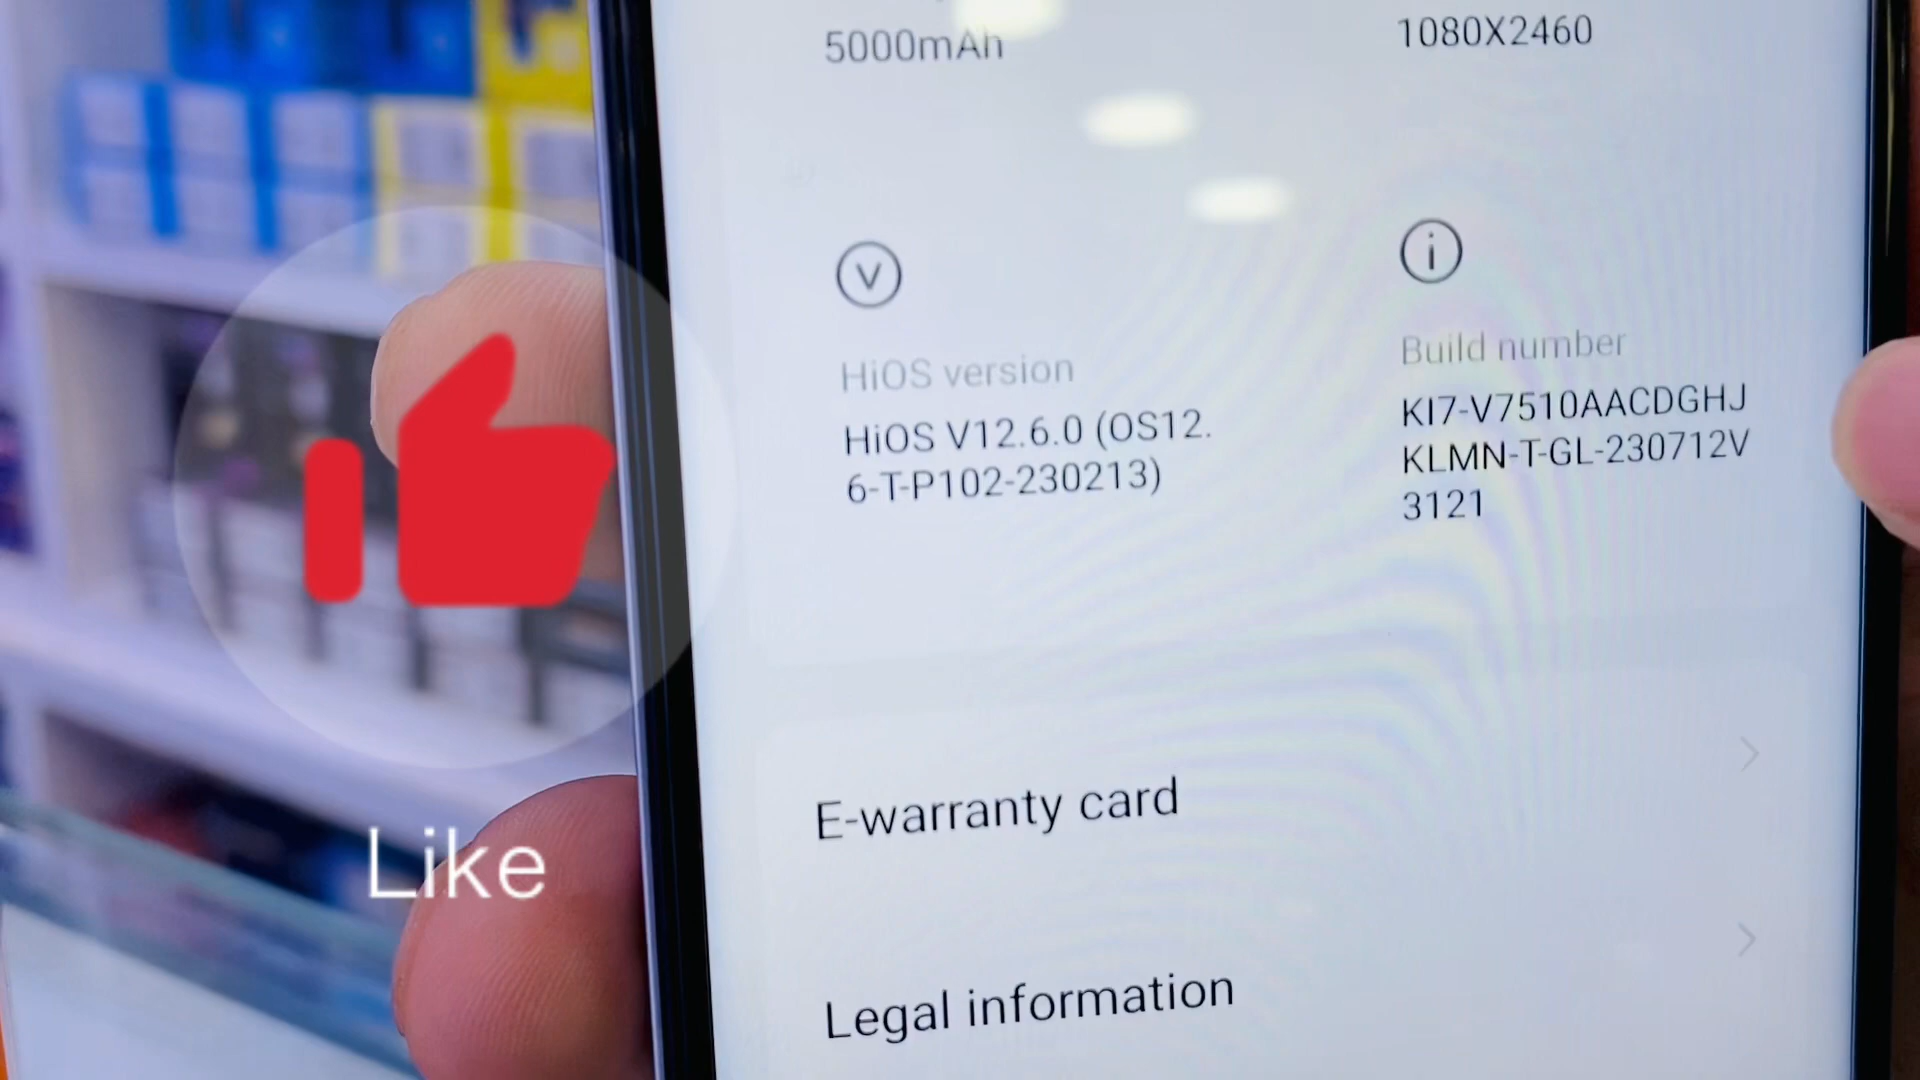 5000mAh
1080X2460
V
i
HiOS version
HiOS V12.6.0 (OS12.
6-T-P102-230213)
Build number
KI7-V7510AACDGHJ
KLMN-T-GL-230712V
3121
E-warranty card
Legal information
Like